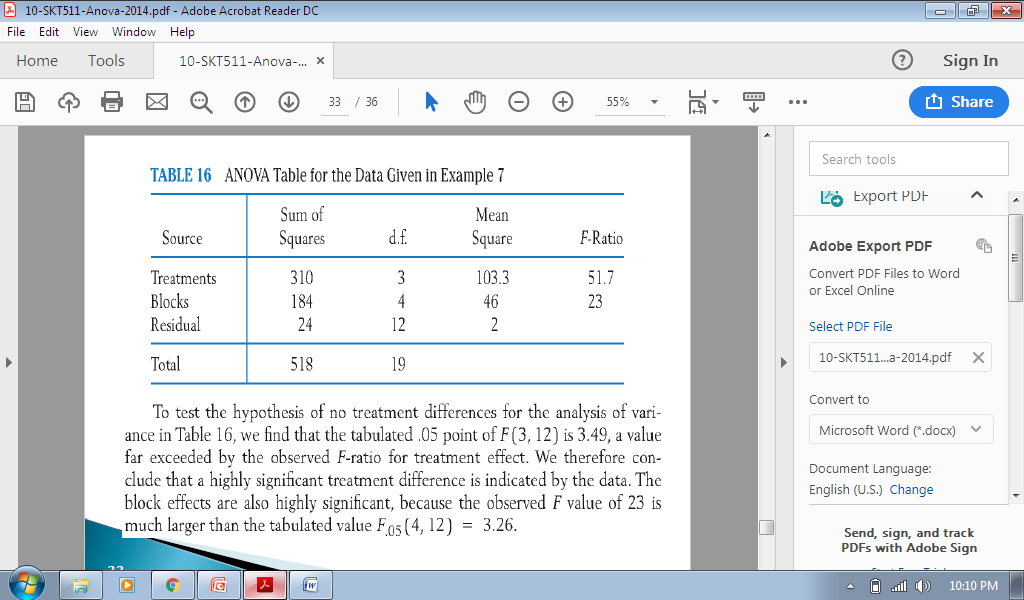 10-SKT511-Anova-2014.pdf - Adobe Acrobat Reader DC
File Edit View Window Help
Home Tools 10-SKT511-Anova-... × ? Sign In
33 / 36 55% Share
TABLE 16 ANOVA Table for the Data Given in Example 7
Sum of Mean
Source Squares d.f. Square F-Ratio
Treatments 310 3 103.3 51.7
Blocks 184 4 46 23
Residual 24 12 2
Total 518 19
To test the hypothesis of no treatment differences for the analysis of vari-
ance in Table 16, we find that the tabulated .05 point of F(3, 12) is 3.49, a value
far exceeded by the observed F-ratio for treatment effect. We therefore con-
clude that a highly significant treatment difference is indicated by the data. The
block effects are also highly significant, because the observed F value of 23 is
much larger than the tabulated value F.05(4, 12) = 3.26.
33
Search tools
Export PDF
Adobe Export PDF
Convert PDF Files to Word
or Excel Online
Select PDF File
10-SKT511...a-2014.pdf
Convert to
Microsoft Word (*.docx)
Document Language:
English (U.S.) Change
Send, sign, and track
PDFs with Adobe Sign
10:10 PM